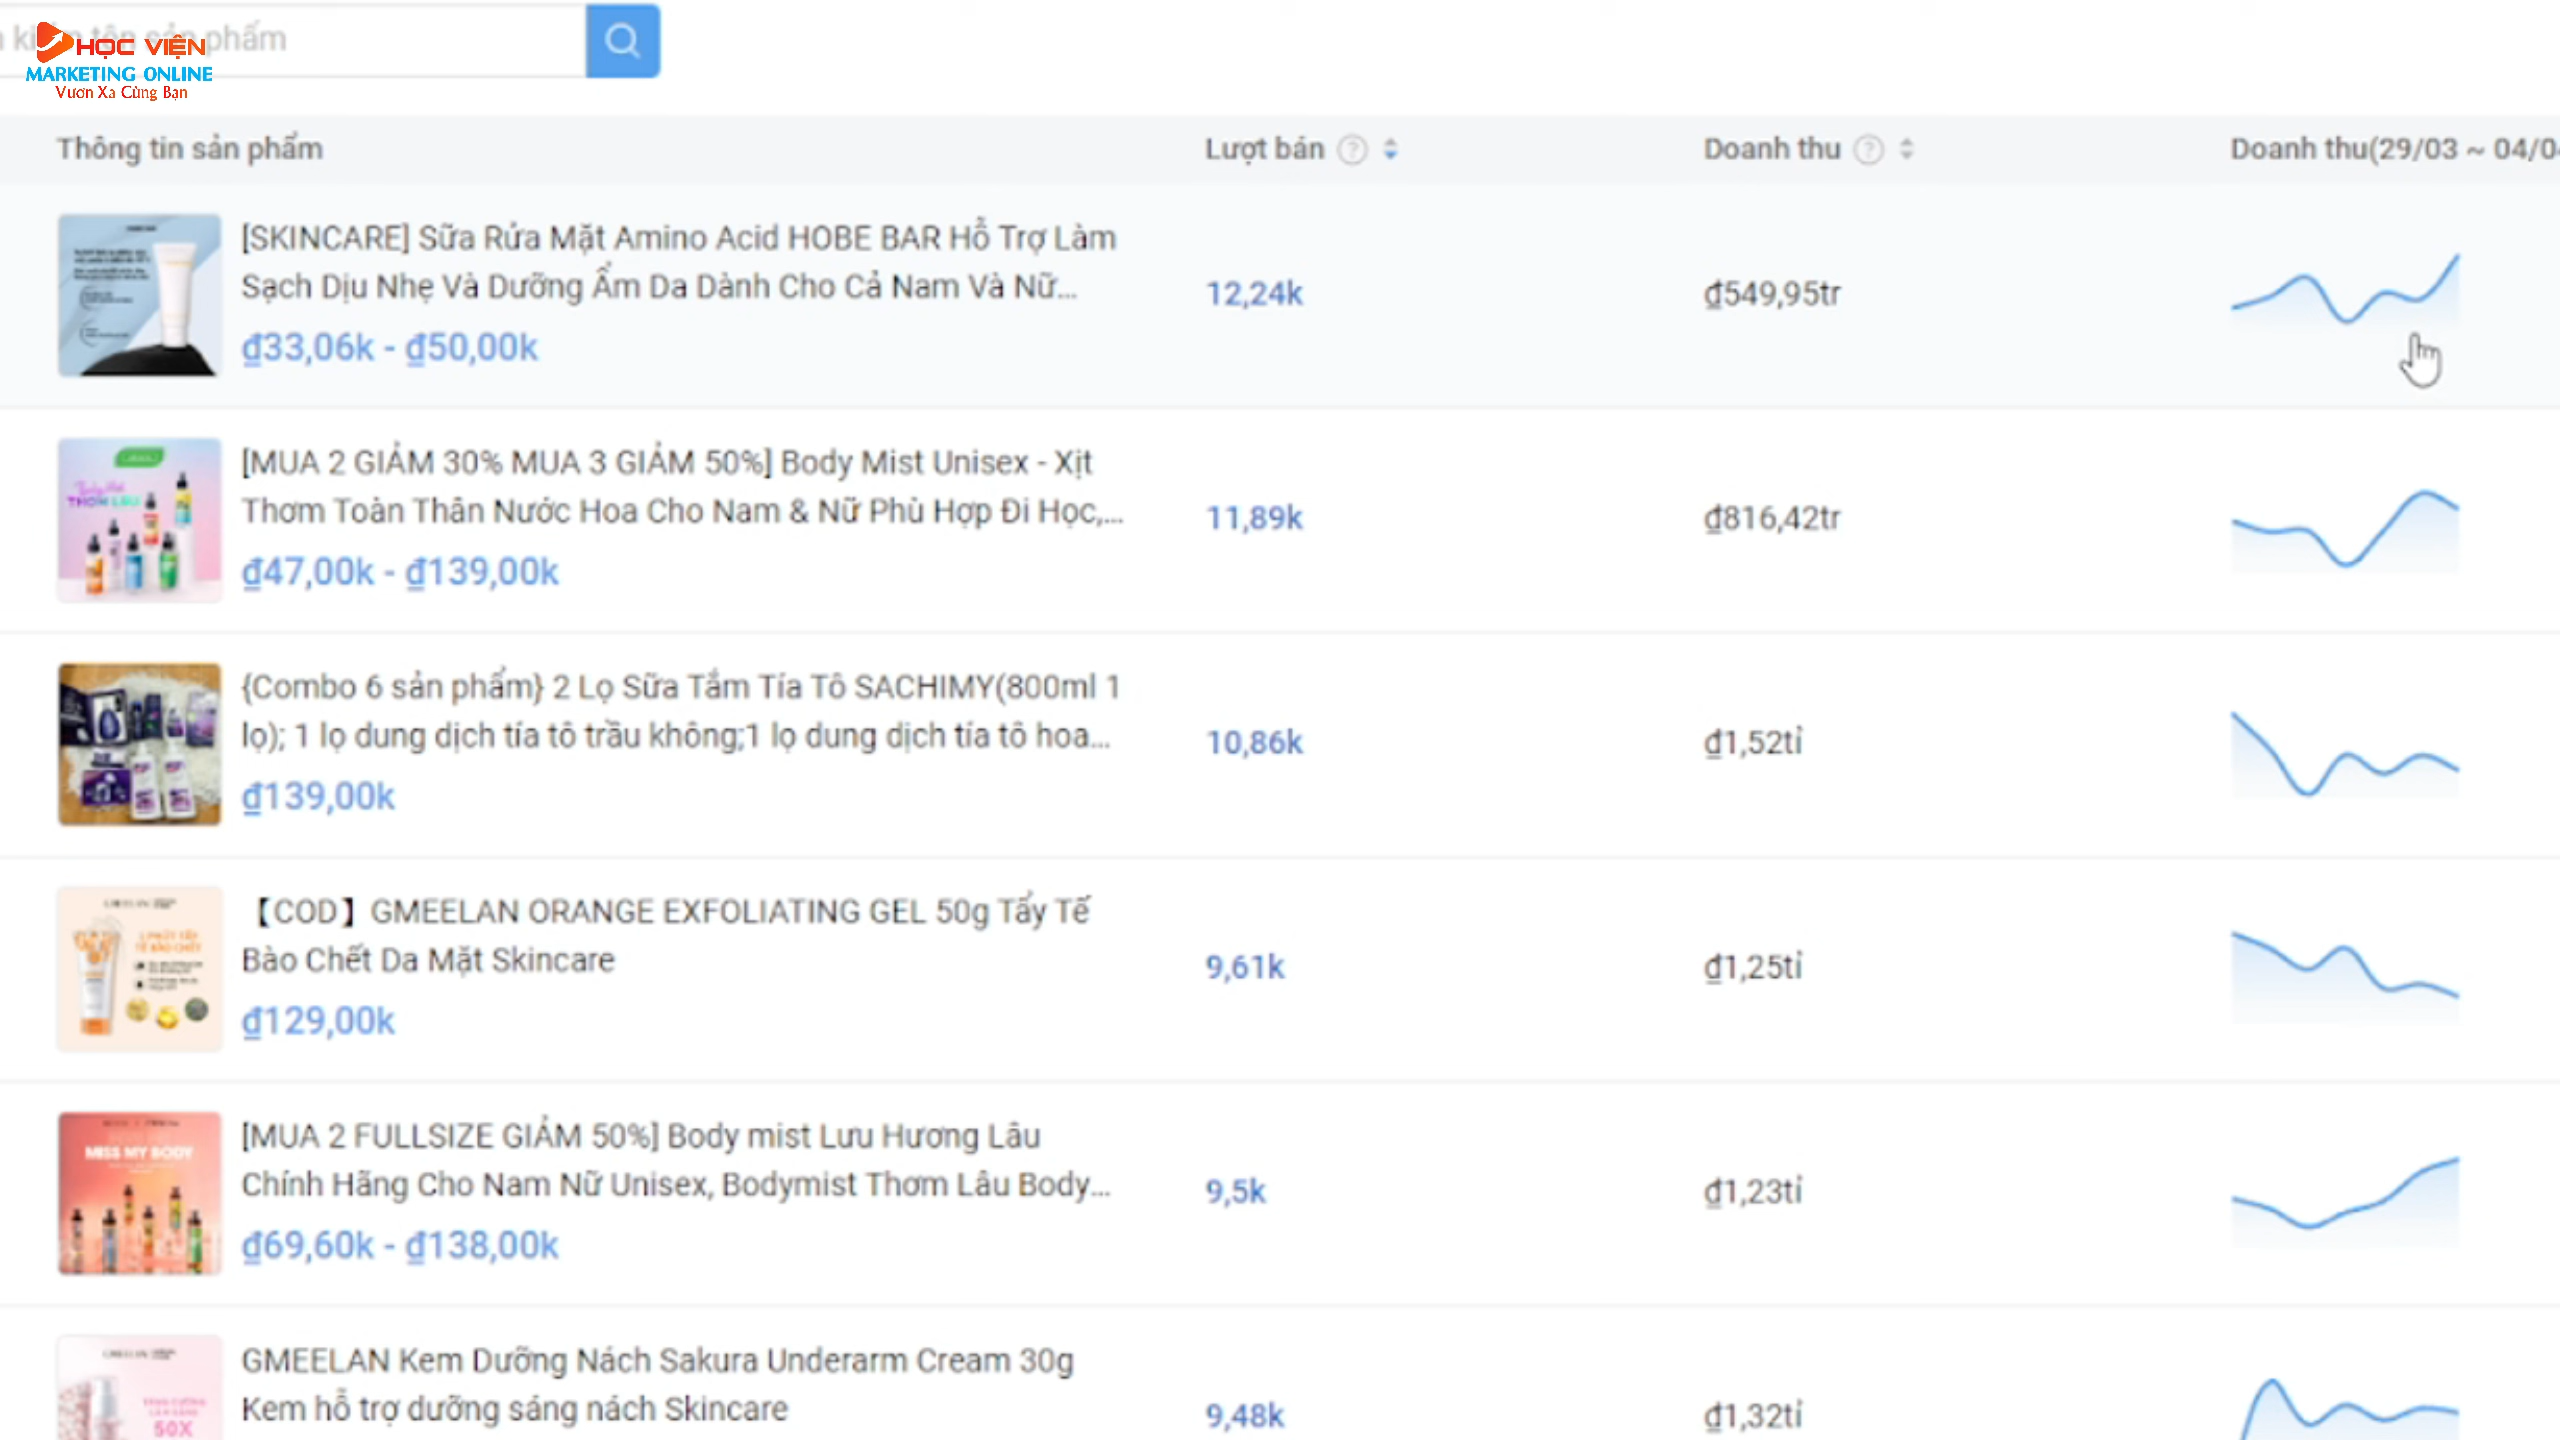 phẩm
HỌC VIỆN
MARKETING ONLINE
Vươn Xa Cùng Bạn
Thông tin sản phẩm
Lượt bán
Doanh thu
Doanh thu(29/03 ~ 04/0
[SKINCARE] Sữa Rửa Mặt Amino Acid HOBE BAR Hỗ Trợ Làm
Sạch Dịu Nhẹ Và Dưỡng Ẩm Da Dành Cho Cả Nam Và Nữ...
₫33,06k - ₫50,00k
12,24k
₫549,95tr
[MUA 2 GIẢM 30% MUA 3 GIẢM 50%] Body Mist Unisex - Xịt
Thơm Toàn Thân Nước Hoa Cho Nam & Nữ Phù Hợp Đi Học,...
₫47,00k - ₫139,00k
11,89k
₫816,42tr
THƠM LÂU
{Combo 6 sản phẩm} 2 Lọ Sữa Tắm Tía Tô SACHIMY(800ml 1
lọ); 1 lọ dung dịch tía tô trầu không;1 lọ dung dịch tía tô hoa...
₫139,00k
10,86k
₫1,52tỉ
【COD】GMEELAN ORANGE EXFOLIATING GEL 50g Tẩy Tế
Bào Chết Da Mặt Skincare
₫129,00k
9,61k
₫1,25tỉ
[MUA 2 FULLSIZE GIẢM 50%] Body mist Lưu Hương Lâu
Chính Hãng Cho Nam Nữ Unisex, Bodymist Thơm Lâu Body...
₫69,60k - ₫138,00k
9,5k
₫1,23tỉ
MISS MY BODY
GMEELAN Kem Dưỡng Nách Sakura Underarm Cream 30g
Kem hỗ trợ dưỡng sáng nách Skincare
9,48k
₫1,32tỉ
50X